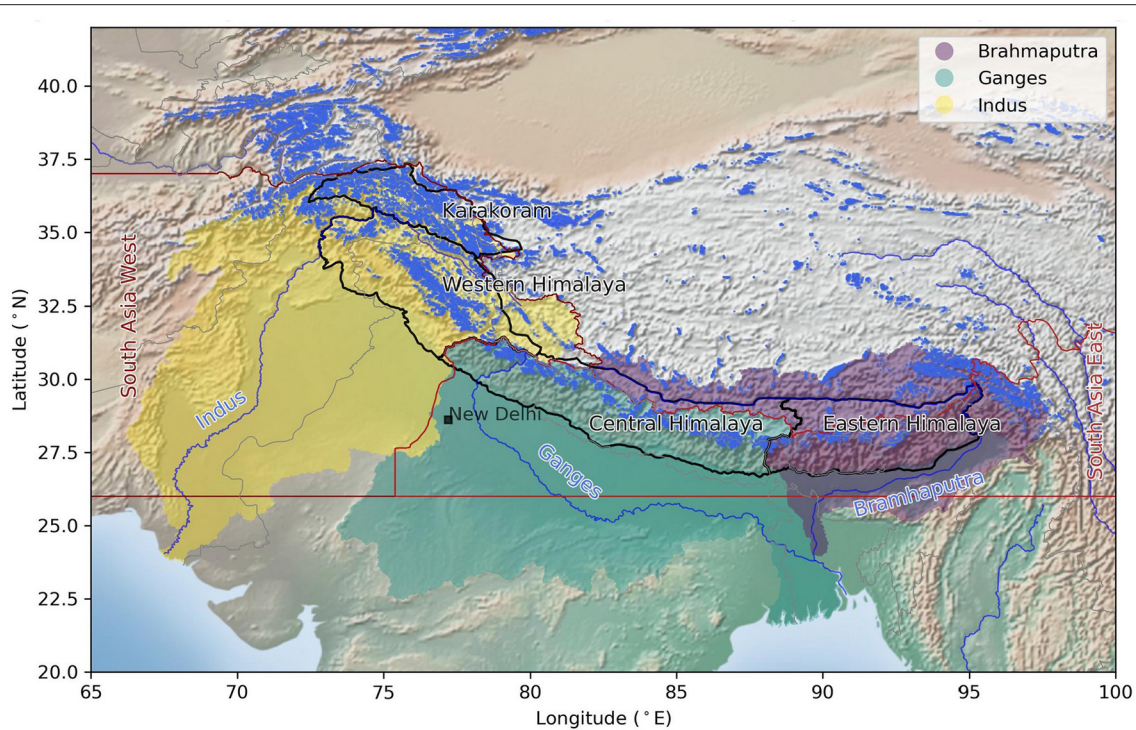 Brahmaputra
Ganges
Indus
40.0
37.5
35.0
32.5
30.0
27.5
25.0
22.5
20.0
Latitude (°N)
South Asia West
Karakoram
Western Himalaya
Indus
New Delhi
Central Himalaya
Eastern Himalaya
Ganges
Bramhaputra
South Asia East
65
70
75
80
85
90
95
100
Longitude (°E)